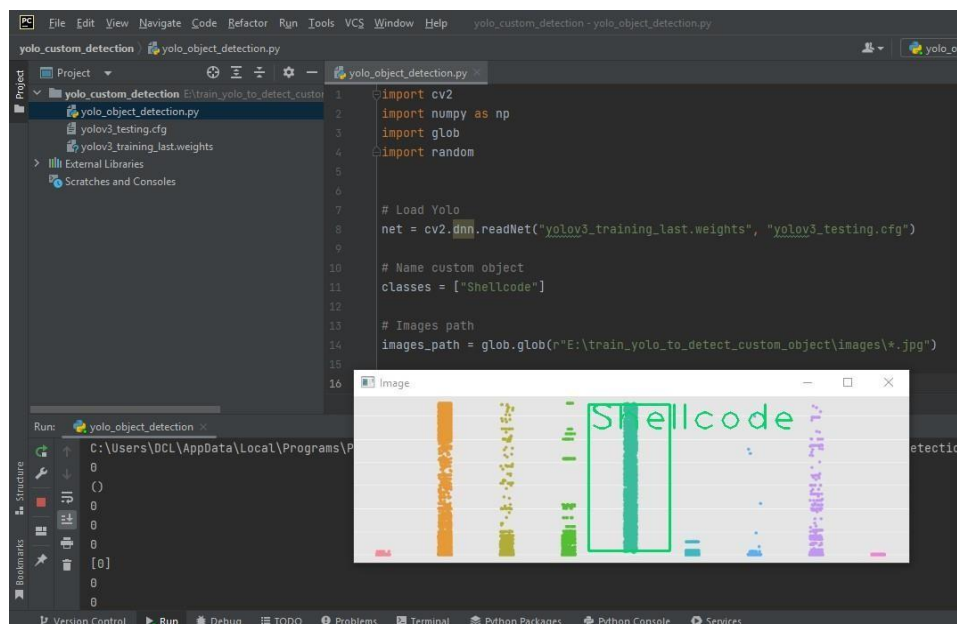 PC File Edit View Navigate Code Refactor Run Tools VCS Window Help yolo_custom_detection - yolo_object_detection.py
yolo_custom_detection yolo_object_detection.py yolo_o
Project yolo_object_detection.py
Project
yolo_custom_detection E:\train_yolo_to_detect_custor
yolo_object_detection.py
yolov3_testing.cfg
yolov3_training_last.weights
External Libraries
Scratches and Consoles
1 import cv2
2 import numpy as np
3 import glob
4 import random
5
6
7 # Load Yolo
8 net = cv2.dnn.readNet("yolov3_training_last.weights", "yolov3_testing.cfg")
9
10 # Name custom object
11 classes = ["Shellcode"]
12
13 # Images path
14 images_path = glob.glob(r"E:\train_yolo_to_detect_custom_object\images\*.jpg")
15
16
Image
Shellcode
Run: yolo_object_detection
C:\Users\DCL\AppData\Local\Programs\P etectio
0
()
0
0
0
[0]
0
0
Structure
Bookmarks
Version Control Run Debug TODO Problems Terminal Python Packages Python Console Services